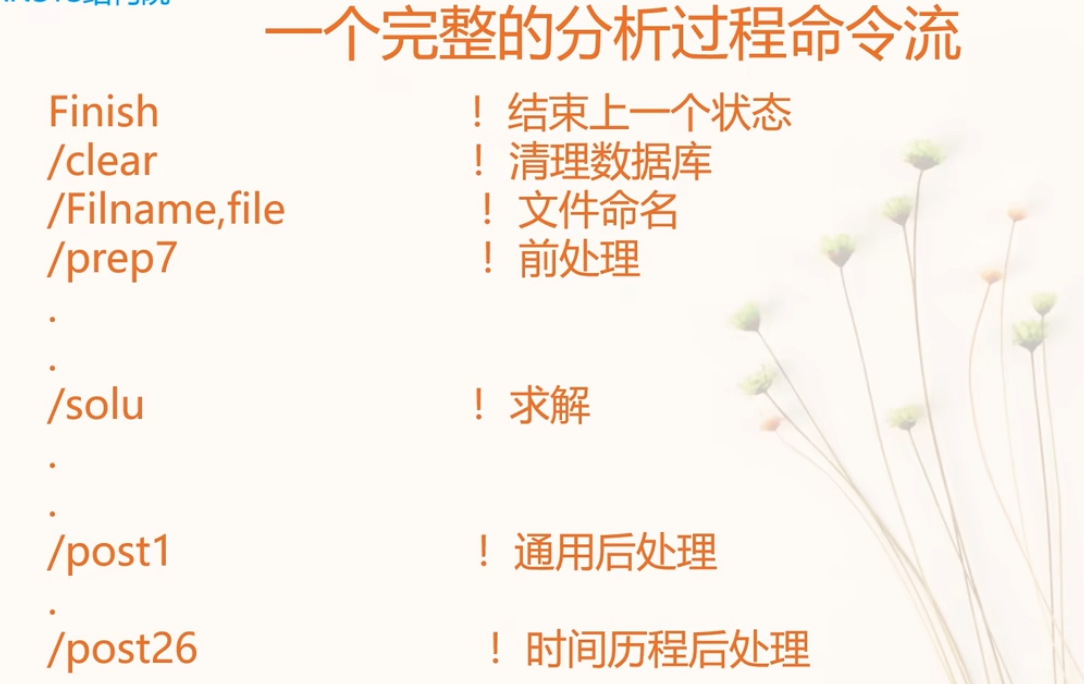 一个完整的分析过程命令流
Finish ! 结束上一个状态
/clear ! 清理数据库
/Filname,file ! 文件命名
/prep7 ! 前处理
.
.
/solu ! 求解
.
.
/post1 ! 通用后处理
.
/post26 ! 时间历程后处理